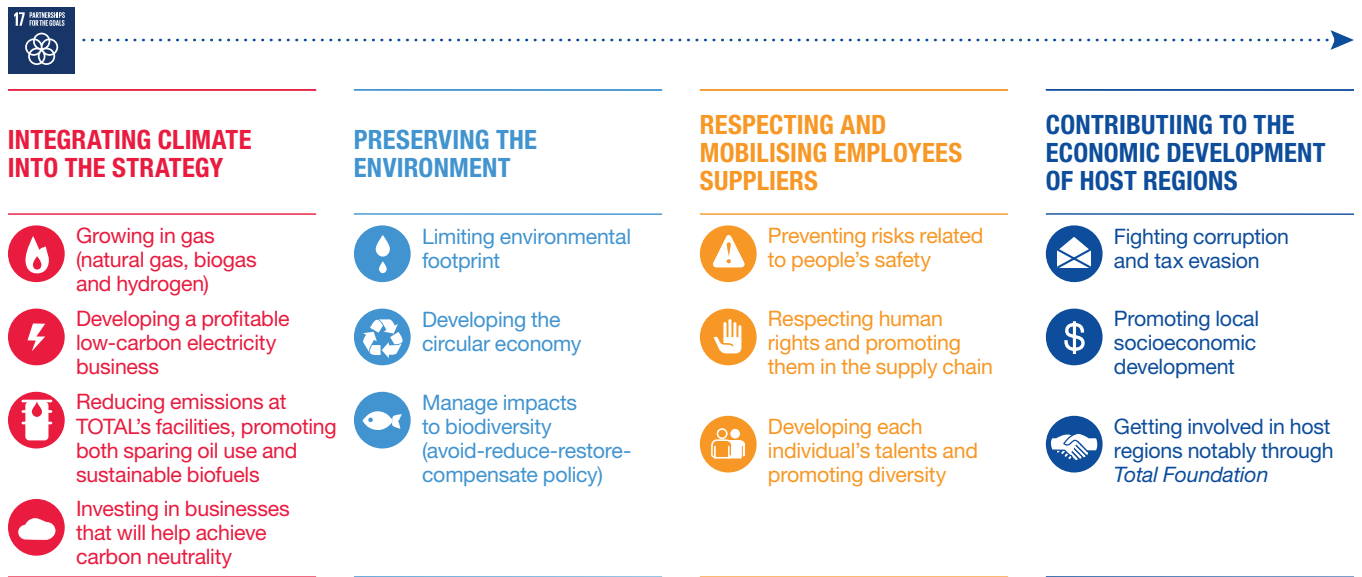 17 PARTNERSHIPS
FOR THE GOALS
INTEGRATING CLIMATE
INTO THE STRATEGY
Growing in gas
(natural gas, biogas
and hydrogen)
Developing a profitable
low-carbon electricity
business
Reducing emissions at
TOTAL's facilities, promoting
both sparing oil use and
sustainable biofuels
Investing in businesses
that will help achieve
carbon neutrality
PRESERVING THE
ENVIRONMENT
Limiting environmental
footprint
Developing the
circular economy
Manage impacts
to biodiversity
(avoid-reduce-restore-
compensate policy)
RESPECTING AND
MOBILISING EMPLOYEES
SUPPLIERS
Preventing risks related
to people's safety
Respecting human
rights and promoting
them in the supply chain
Developing each
individual's talents and
promoting diversity
CONTRIBUTIING TO THE
ECONOMIC DEVELOPMENT
OF HOST REGIONS
Fighting corruption
and tax evasion
$
Promoting local
socioeconomic
development
Getting involved in host
regions notably through
Total Foundation